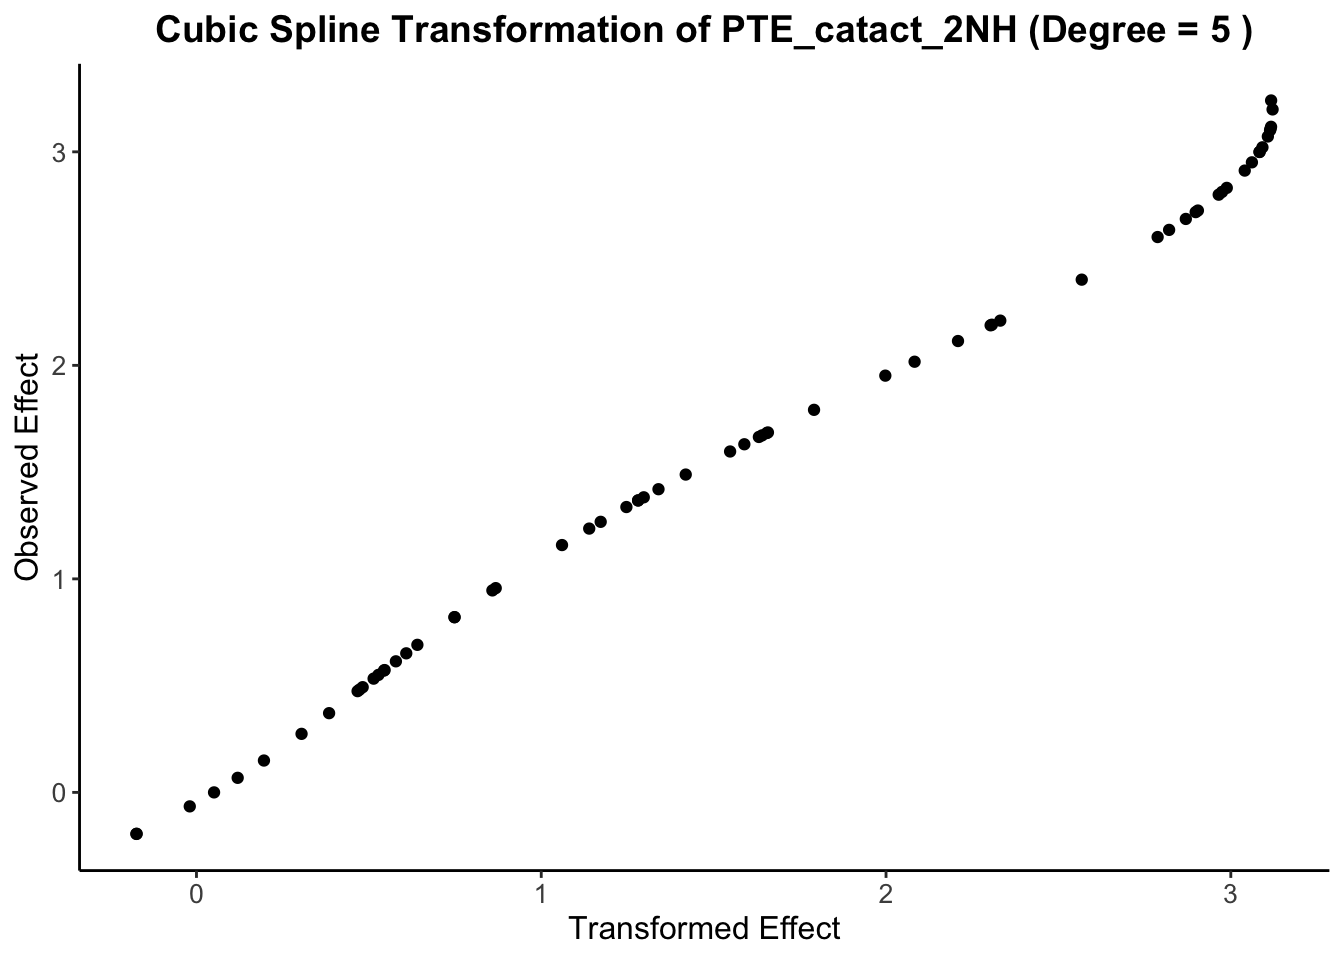 Cubic Spline Transformation of PTE_catact_2NH (Degree = 5 )
Observed Effect
3
2
1
0
0 1 2 3
Transformed Effect